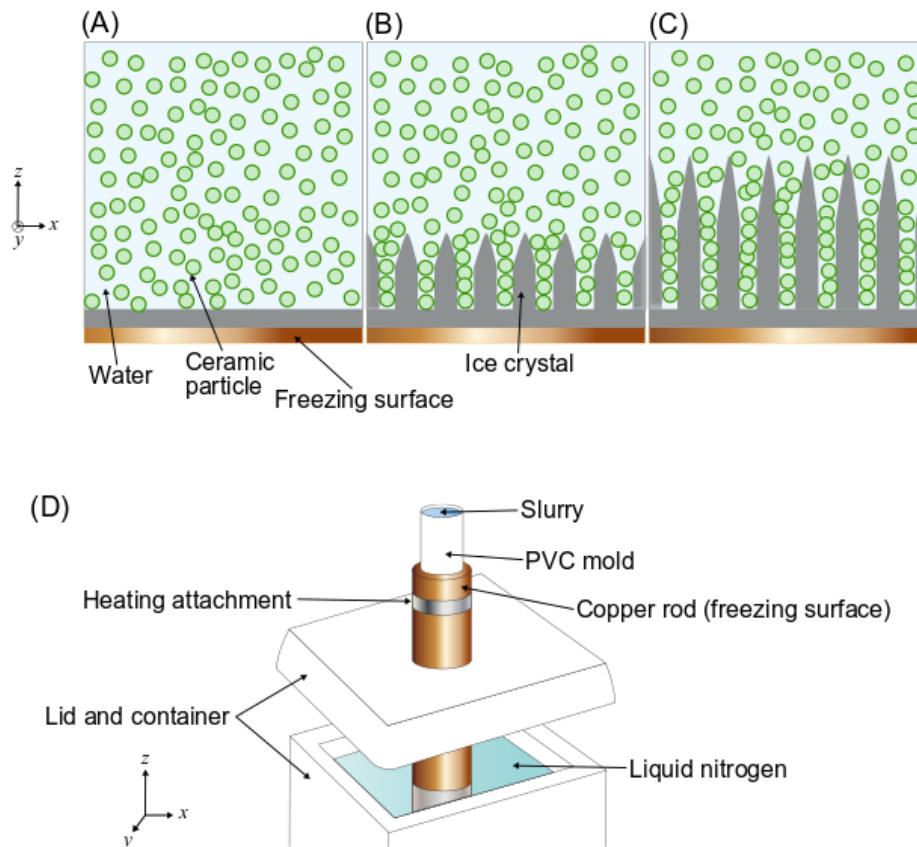 (A)
(B)
(C)
z
y
x
Water
Ceramic
particle
Freezing surface
Ice crystal
(D)
Slurry
PVC mold
Heating attachment
Copper rod (freezing surface)
Lid and container
Liquid nitrogen
z
y
x